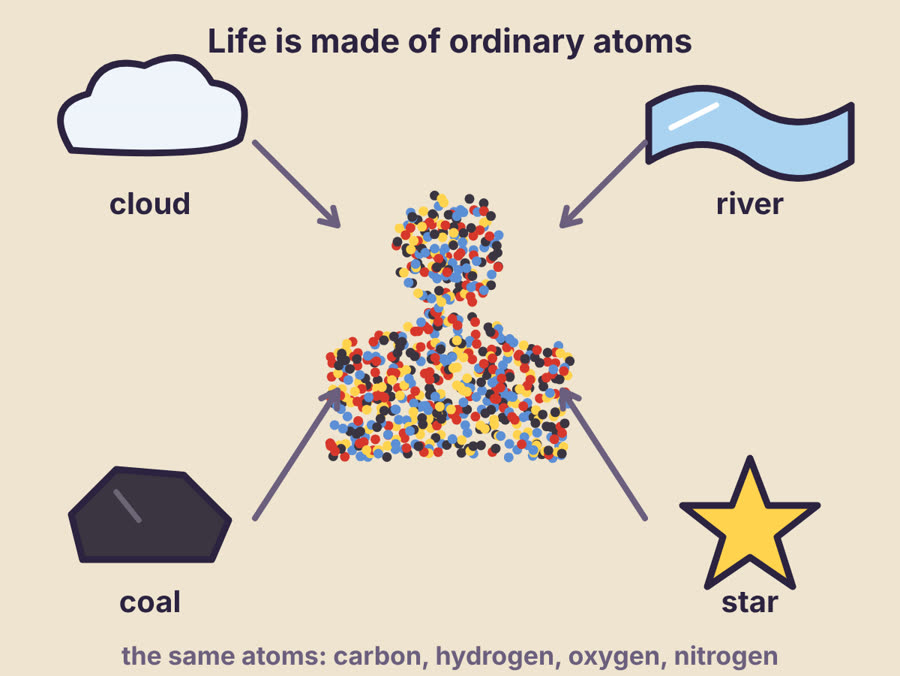 Life is made of ordinary atoms
cloud
river
coal
star
the same atoms: carbon, hydrogen, oxygen, nitrogen